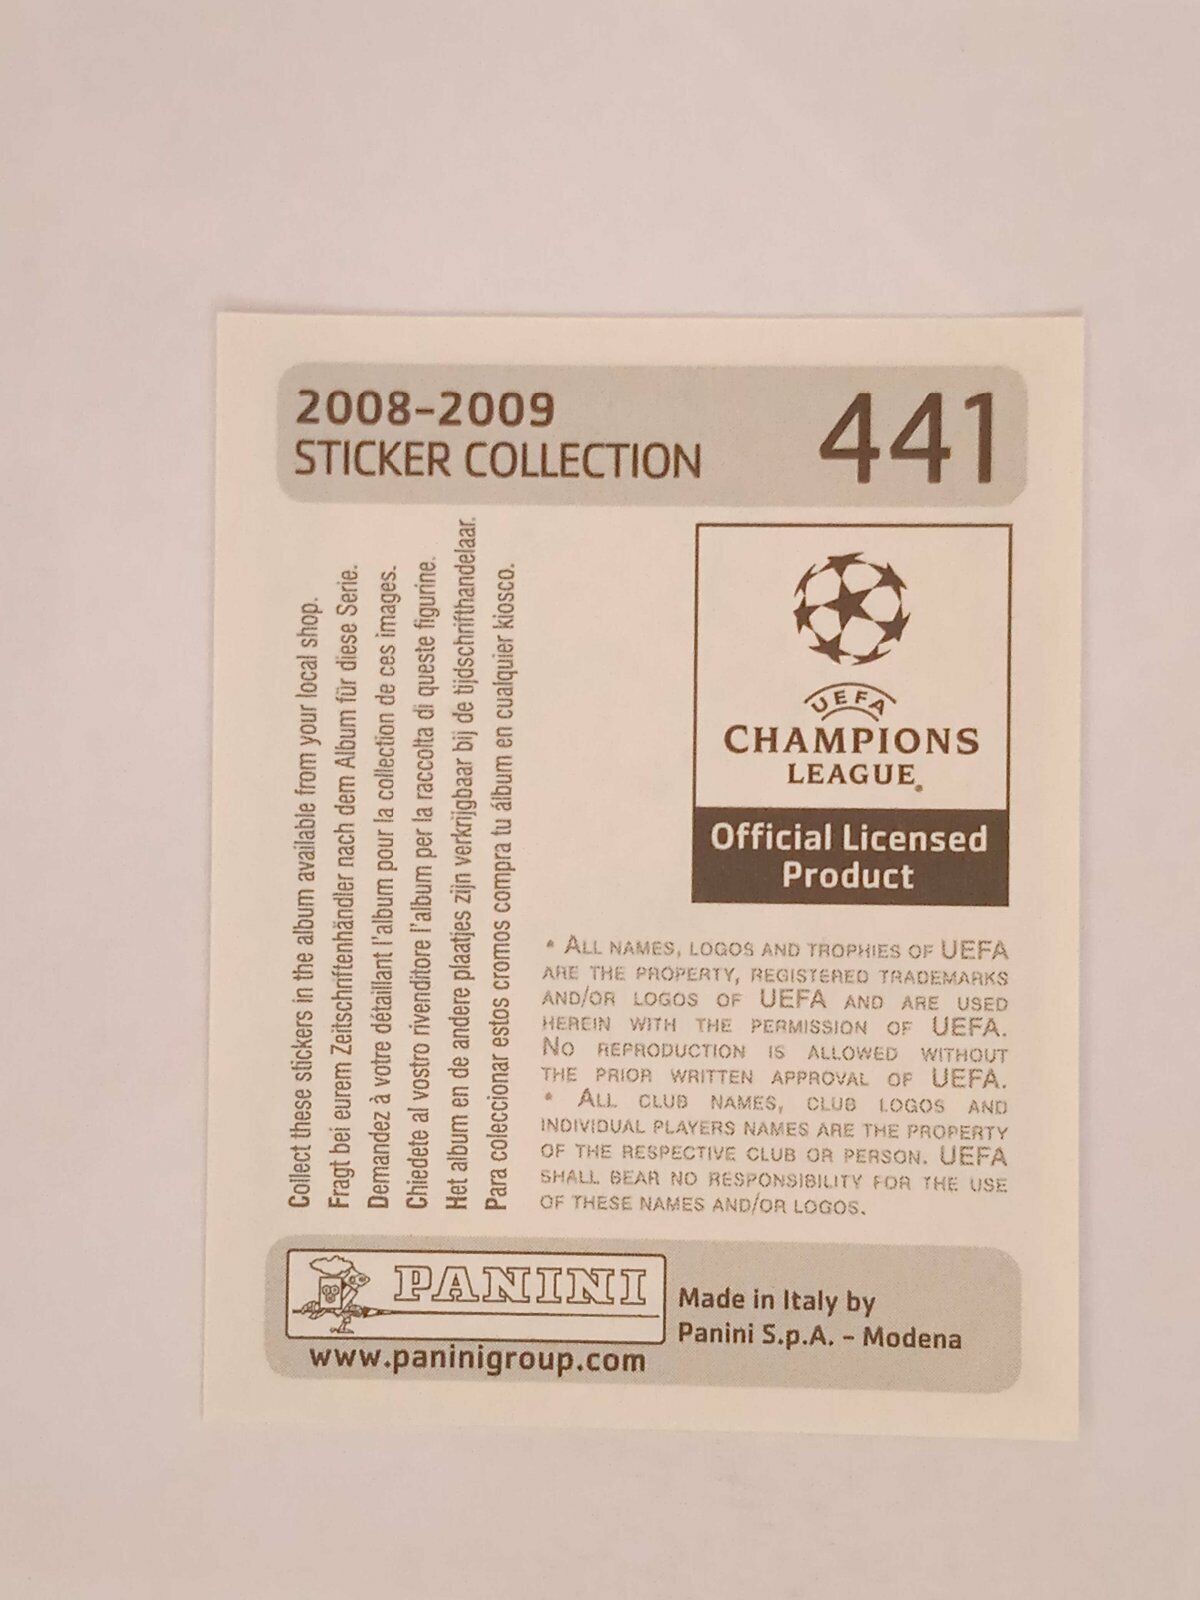 2008-2009
STICKER COLLECTION
441
Collect these stickers in the album available from your local shop.
Fragt bei eurem Zeitschriftenhändler nach dem Album für diese Serie.
Demandez à votre détaillant l'album pour la collection de ces images.
Chiedete al vostro rivenditore l'album per la raccolta di queste figurine.
Het album en de andere plaatjes zijn verkrijgbaar bij de tijdschrifthandelaar.
Para coleccionar estos cromos compra tu álbum en cualquier kiosco.
UEFA
CHAMPIONS
LEAGUE
Official Licensed
Product
• ALL NAMES, LOGOS AND TROPHIES OF UEFA
ARE THE PROPERTY, REGISTERED TRADEMARKS
AND/OR LOGOS OF UEFA AND ARE USED
HEREIN WITH THE PERMISSION OF UEFA.
NO REPRODUCTION IS ALLOWED WITHOUT
THE PRIOR WRITTEN APPROVAL OF UEFA.
• ALL CLUB NAMES, CLUB LOGOS AND
INDIVIDUAL PLAYERS NAMES ARE THE PROPERTY
OF THE RESPECTIVE CLUB OR PERSON. UEFA
SHALL BEAR NO RESPONSIBILITY FOR THE USE
OF THESE NAMES AND/OR LOGOS.
PANINI
www.paninigroup.com
Made in Italy by
Panini S.p.A. - Modena